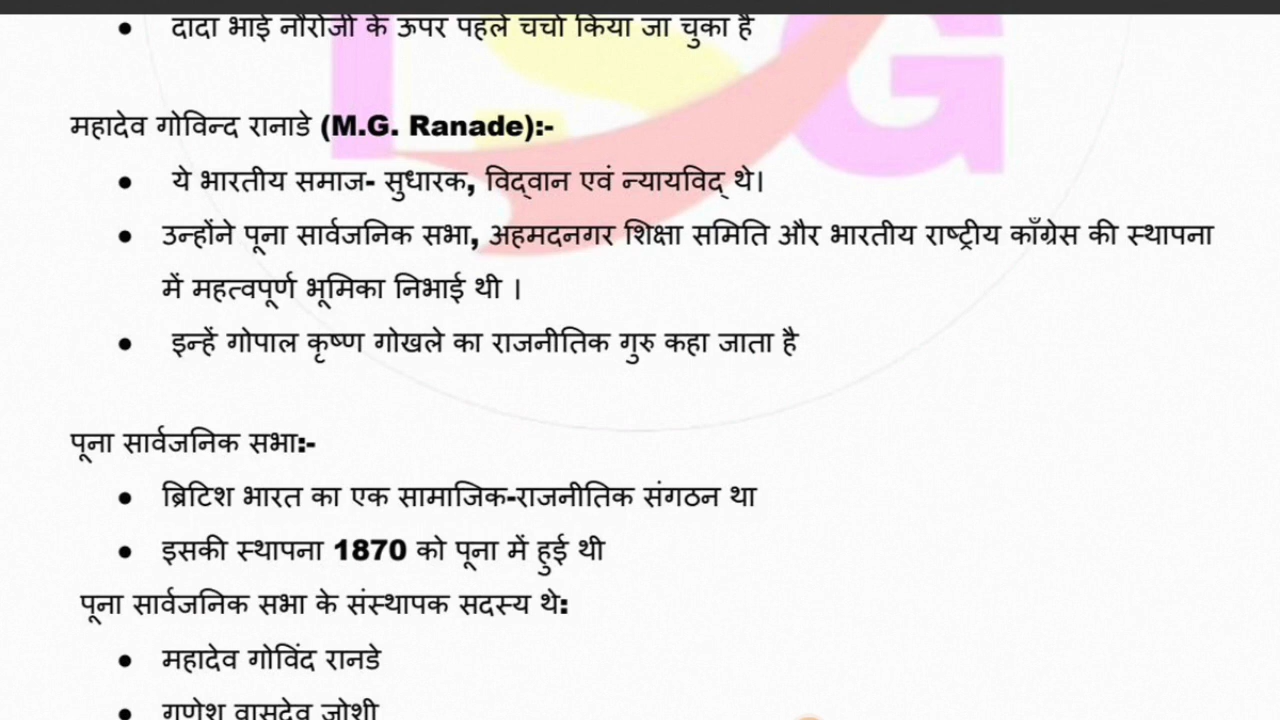 • दादा भाई नौरोजी के ऊपर पहले चर्चा किया जा चुका है
महादेव गोविन्द रानाडे (M.G. Ranade):-
• ये भारतीय समाज- सुधारक, विद्वान एवं न्यायविद् थे।
• उन्होंने पूना सार्वजनिक सभा, अहमदनगर शिक्षा समिति और भारतीय राष्ट्रीय काँग्रेस की स्थापना
में महत्वपूर्ण भूमिका निभाई थी ।
• इन्हें गोपाल कृष्ण गोखले का राजनीतिक गुरु कहा जाता है
पूना सार्वजनिक सभा:-
• ब्रिटिश भारत का एक सामाजिक-राजनीतिक संगठन था
• इसकी स्थापना 1870 को पूना में हुई थी
पूना सार्वजनिक सभा के संस्थापक सदस्य थे:
• महादेव गोविंद रानडे
• गणेश वासुदेव जोशी